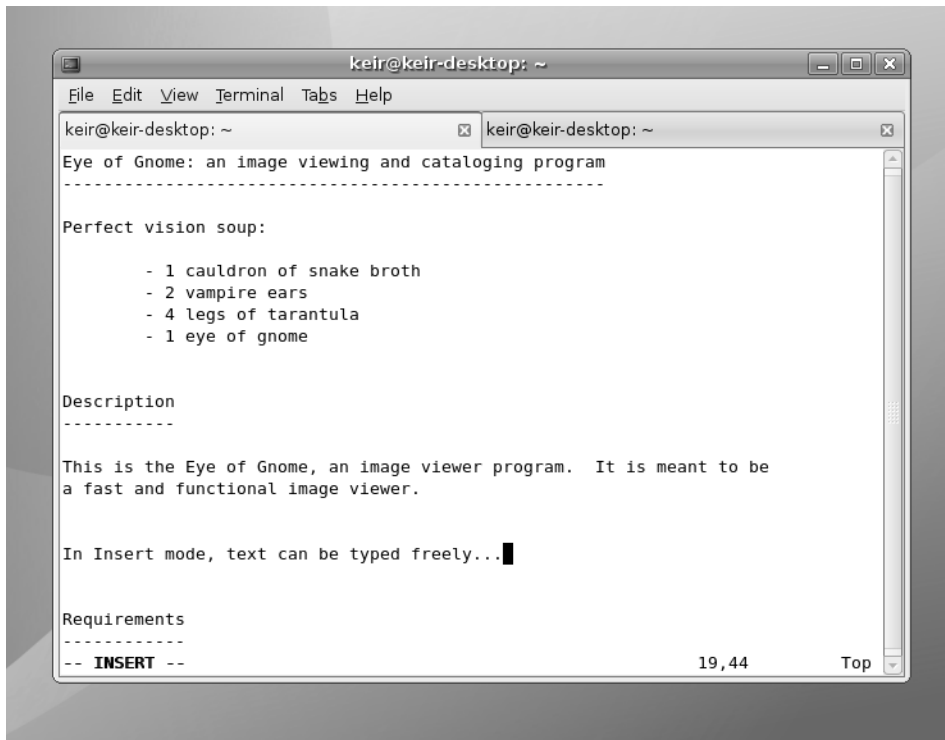 keir@keir-desktop: ~
File Edit View Terminal Tabs Help
keir@keir-desktop: ~ keir@keir-desktop: ~
Eye of Gnome: an image viewing and cataloging program
-----------------------------------------------------
Perfect vision soup:
- 1 cauldron of snake broth
- 2 vampire ears
- 4 legs of tarantula
- 1 eye of gnome
Description
-----------
This is the Eye of Gnome, an image viewer program.  It is meant to be
a fast and functional image viewer.
In Insert mode, text can be typed freely...
Requirements
------------
-- INSERT -- 19,44 Top